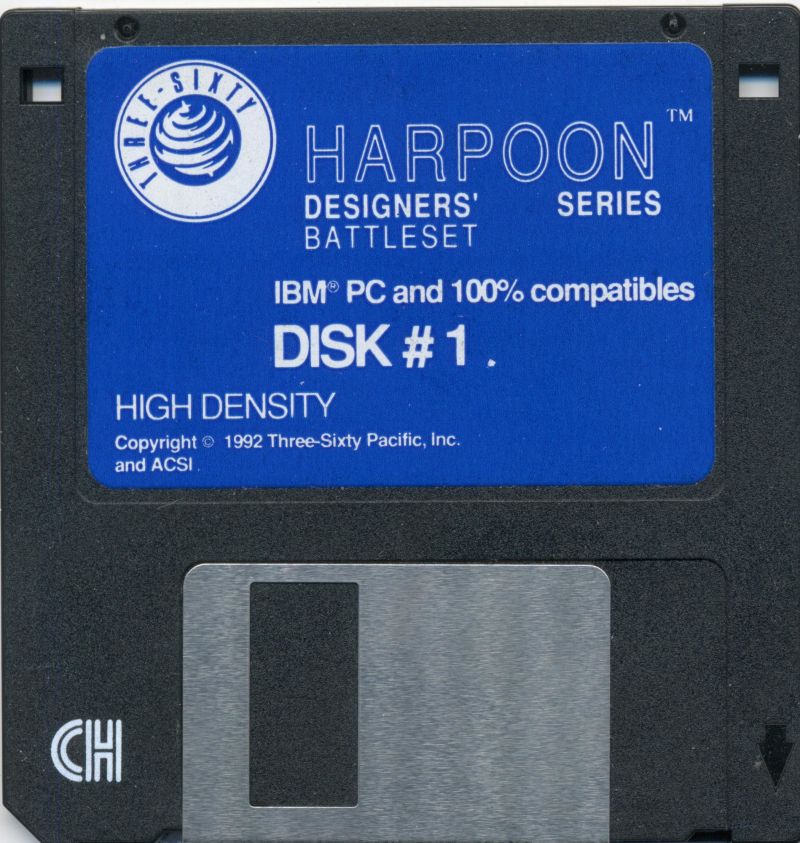 THREE-SIXTY
HARPOON™
DESIGNERS' SERIES
BATTLESET
IBM® PC and 100% compatibles
DISK # 1 .
HIGH DENSITY
Copyright © 1992 Three-Sixty Pacific, Inc.
and ACSI
CH